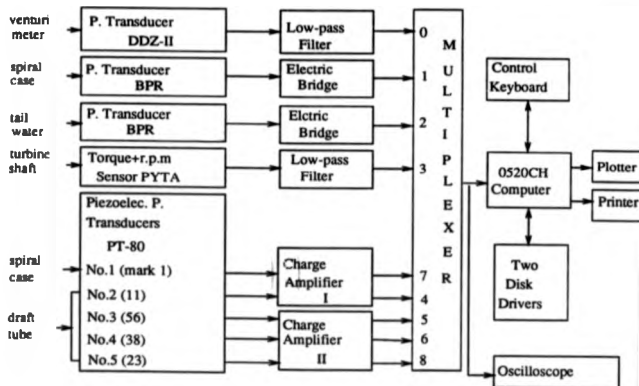 venturi
meter
P. Transducer
DDZ-II
Low-pass
Filter
0
spiral
case
P. Transducer
BPR
Electric
Bridge
1
tail
water
P. Transducer
BPR
Elctric
Bridge
2
turbine
shaft
Torque+r.p.m
Sensor PYTA
Low-pass
Filter
3
Piezoelec. P.
Transducers
PT-80
spiral
case
No.1 (mark 1)
No.2 (11)
Charge
Amplifier
I
7
4
draft
tube
No.3 (56)
No.4 (38)
No.5 (23)
Charge
Amplifier
II
5
6
8
MULTIPLEXER
Control
Keyboard
0520CH
Computer
Plotter
Printer
Two
Disk
Drivers
Oscilloscope